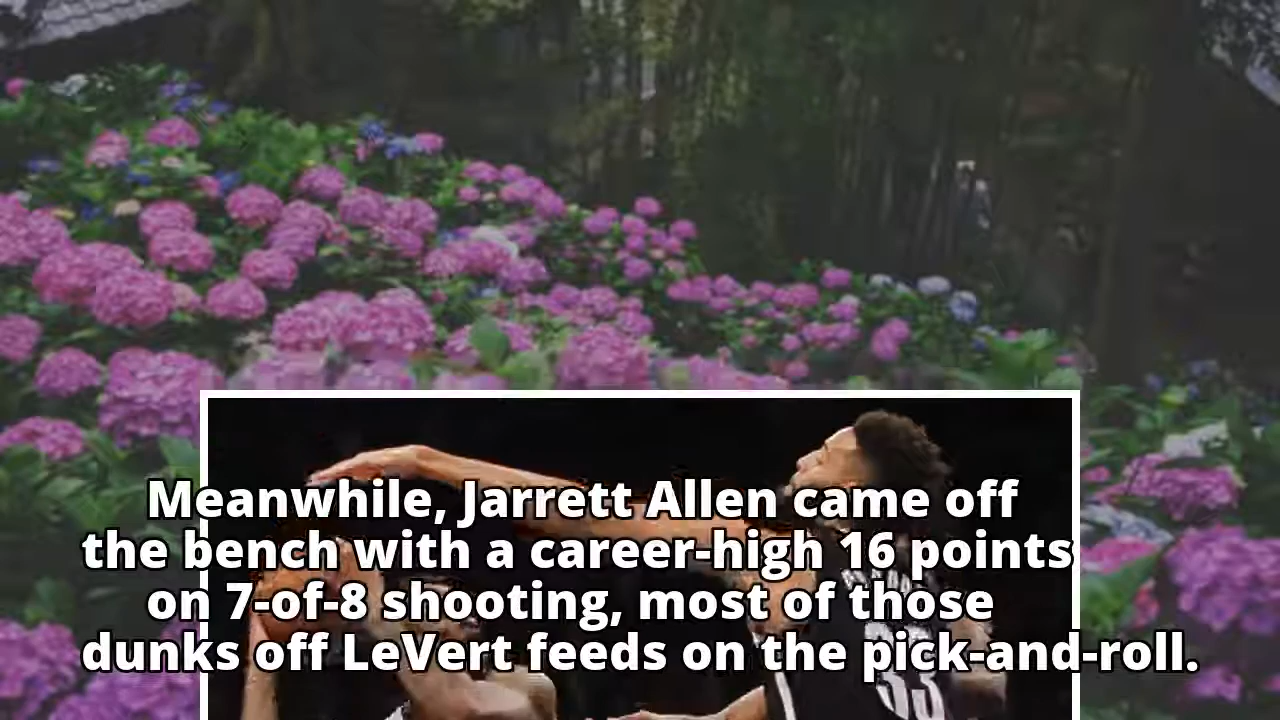 Meanwhile, Jarrett Allen came off
the bench with a career-high 16 points
on 7-of-8 shooting, most of those
dunks off LeVert feeds on the pick-and-roll.
33